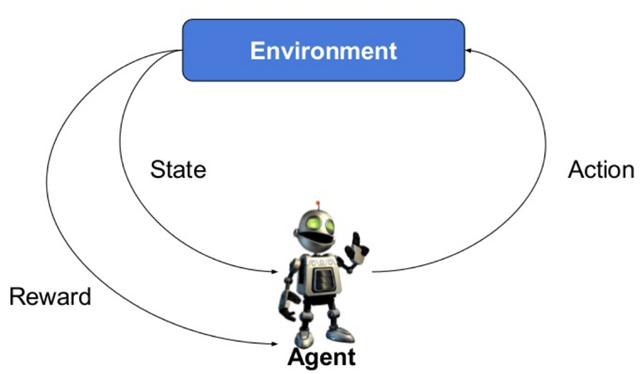 Environment
State
Action
Reward
Agent